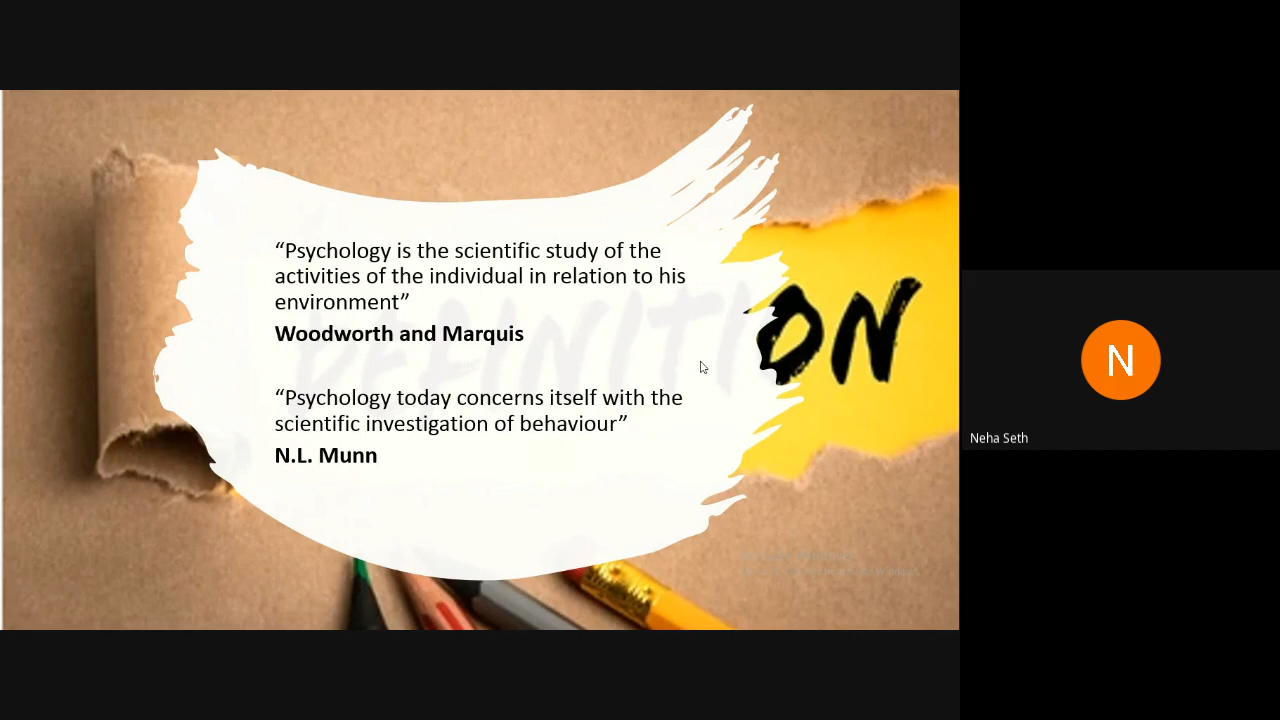 “Psychology is the scientific study of the
activities of the individual in relation to his
environment”
Woodworth and Marquis
“Psychology today concerns itself with the
scientific investigation of behaviour”
N.L. Munn
DEFINITION
N
Neha Seth